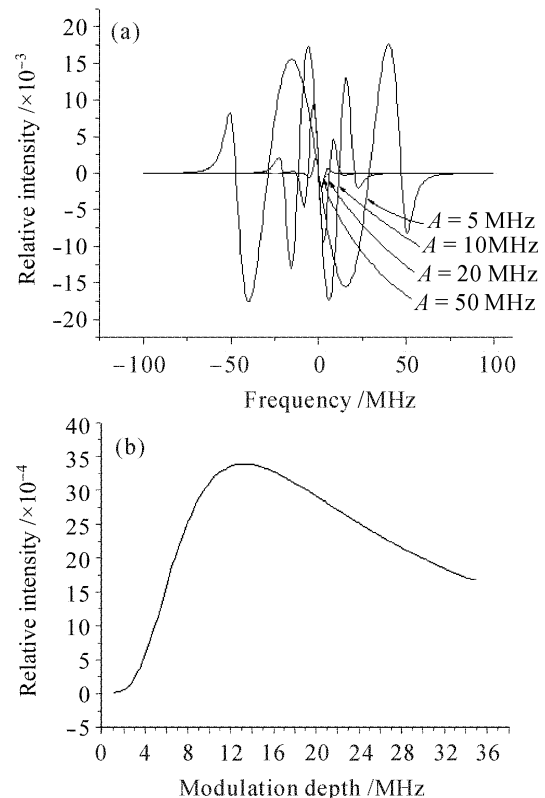 (a)
20
15
10
5
0
−5
−10
−15
−20
Relative intensity /×10⁻³
A = 5 MHz
A = 10MHz
A = 20 MHz
A = 50 MHz
−100 −50 0 50 100
Frequency /MHz
(b)
40
35
30
25
20
15
10
5
0
−5
Relative intensity /×10⁻⁴
0 4 8 12 16 20 24 28 32 36
Modulation depth /MHz